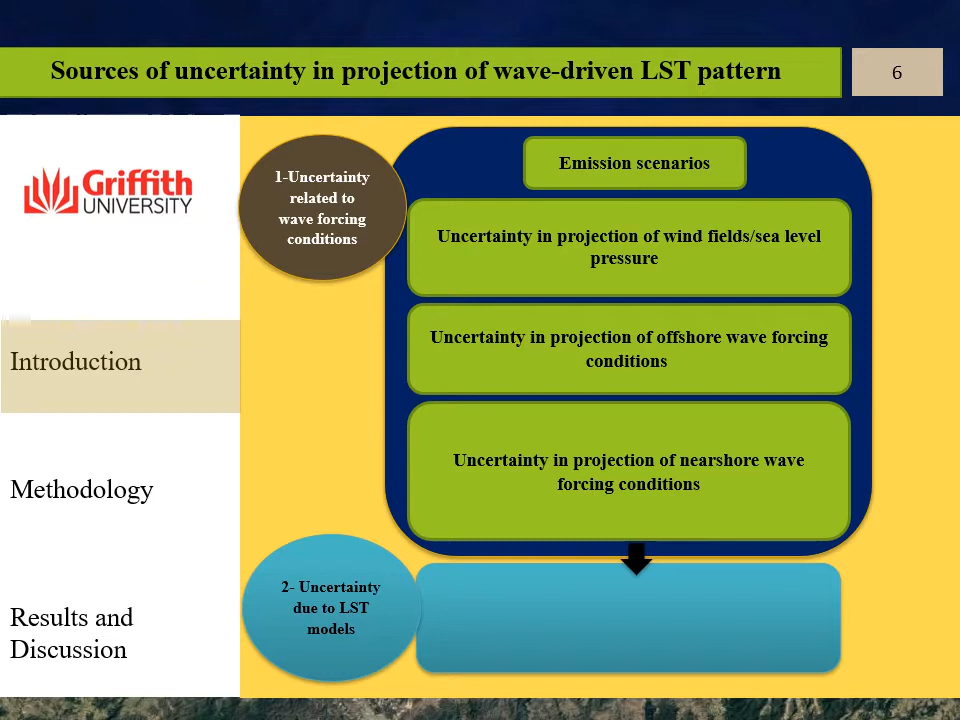 Sources of uncertainty in projection of wave-driven LST pattern
6
Griffith
UNIVERSITY
Introduction
Methodology
Results and
Discussion
1-Uncertainty
related to
wave forcing
conditions
Emission scenarios
Uncertainty in projection of wind fields/sea level
pressure
Uncertainty in projection of offshore wave forcing
conditions
Uncertainty in projection of nearshore wave
forcing conditions
2- Uncertainty
due to LST
models